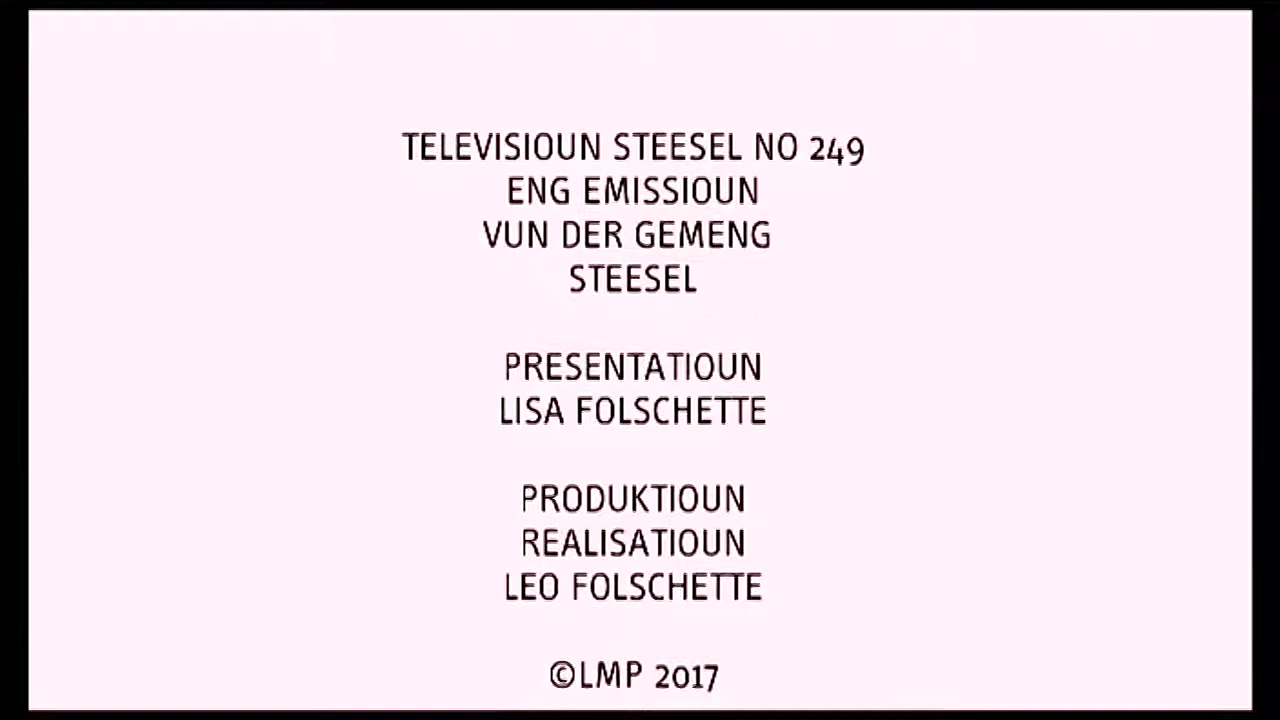 TELEVISIOUN STEESEL NO 249
ENG EMISSIOUN
VUN DER GEMENG
STEESEL
PRESENTATIOUN
LISA FOLSCHETTE
PRODUKTIOUN
REALISATIOUN
LEO FOLSCHETTE
©LMP 2017